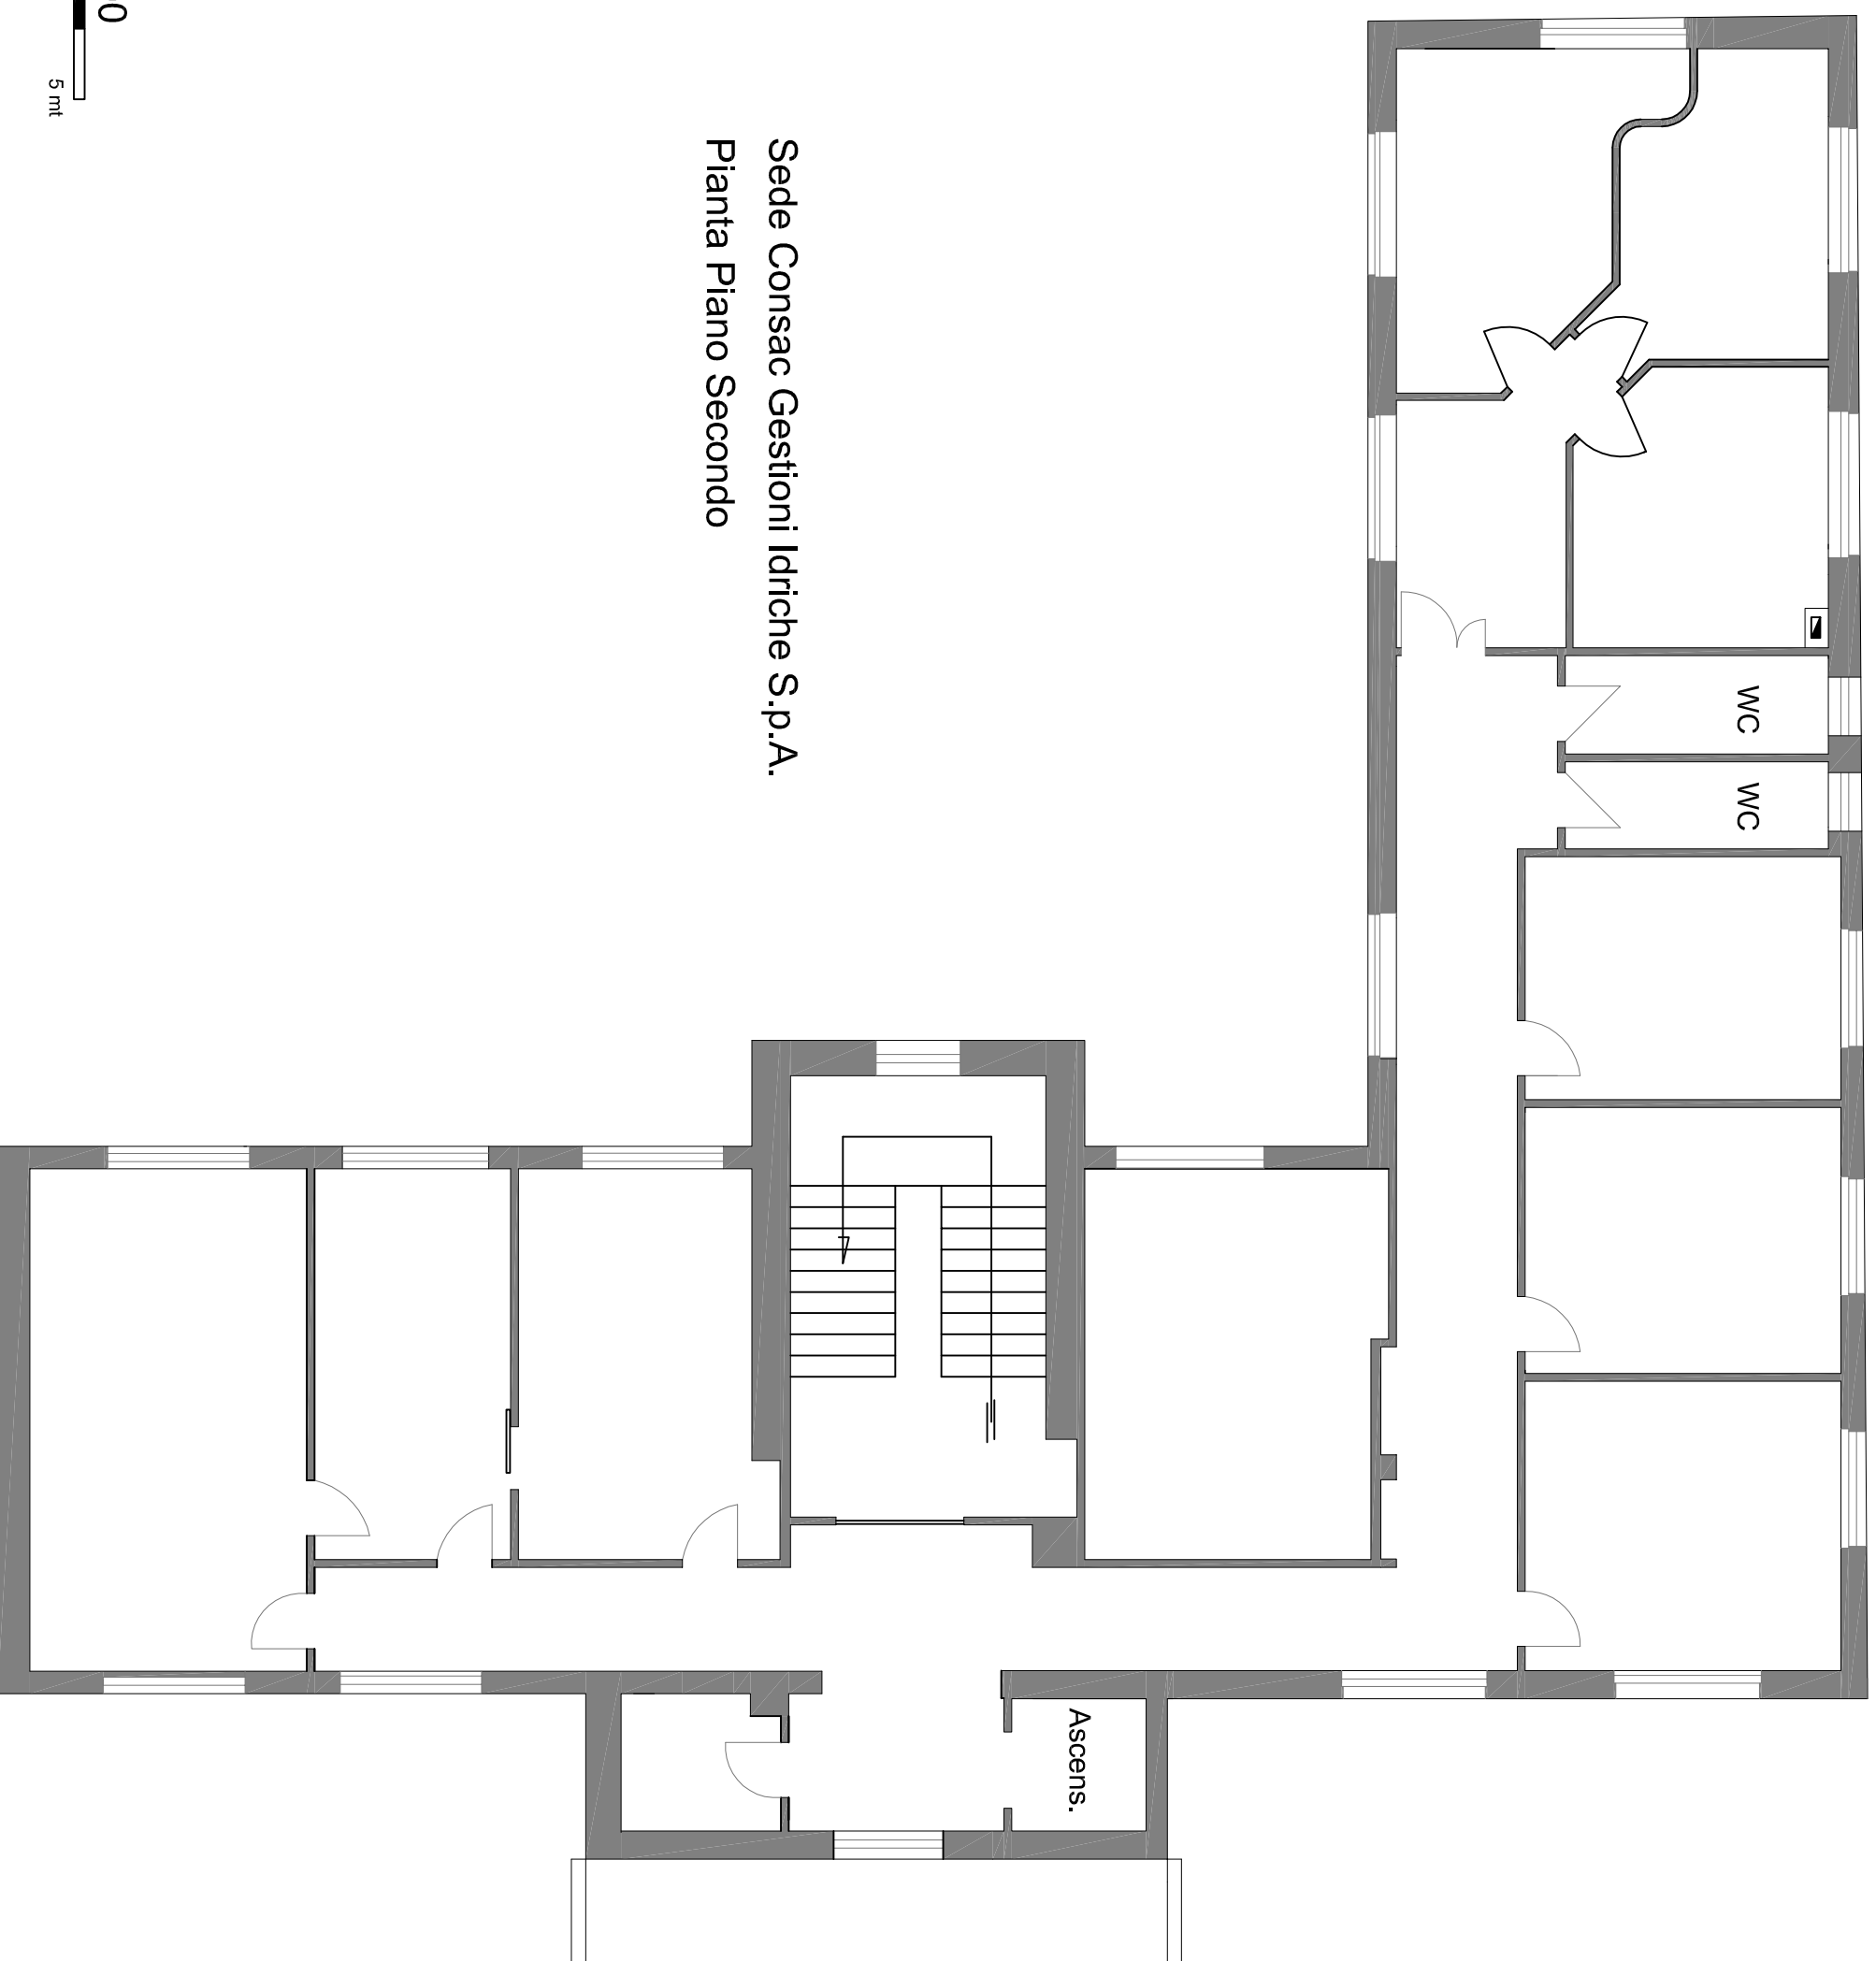 Sede Consac Gestioni Idriche S.p.A.
Pianta Piano Secondo
WC
WC
Ascens.
0
5 mt